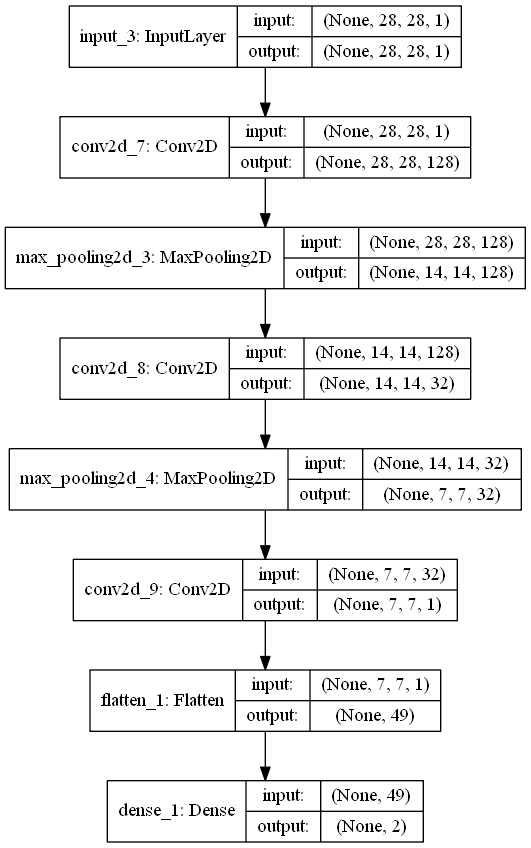 input_3: InputLayer
input: (None, 28, 28, 1)
output: (None, 28, 28, 1)
conv2d_7: Conv2D
input: (None, 28, 28, 1)
output: (None, 28, 28, 128)
max_pooling2d_3: MaxPooling2D
input: (None, 28, 28, 128)
output: (None, 14, 14, 128)
conv2d_8: Conv2D
input: (None, 14, 14, 128)
output: (None, 14, 14, 32)
max_pooling2d_4: MaxPooling2D
input: (None, 14, 14, 32)
output: (None, 7, 7, 32)
conv2d_9: Conv2D
input: (None, 7, 7, 32)
output: (None, 7, 7, 1)
flatten_1: Flatten
input: (None, 7, 7, 1)
output: (None, 49)
dense_1: Dense
input: (None, 49)
output: (None, 2)